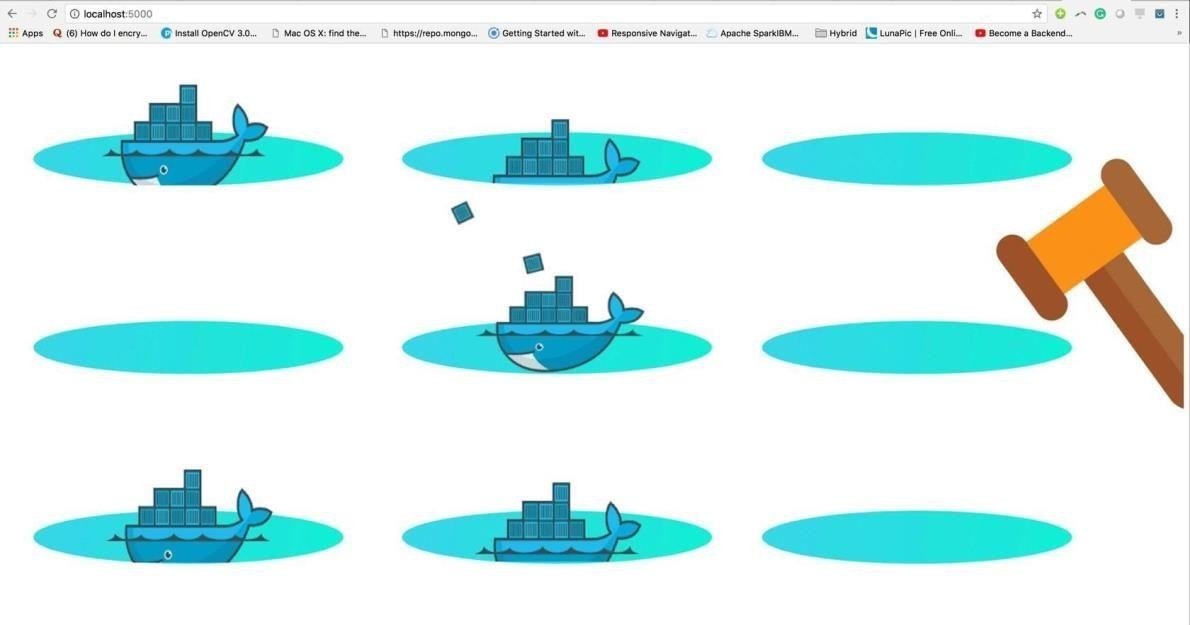 localhost:5000
Apps (6) How do I encry... Install OpenCV 3.0... Mac OS X: find the... https://repo.mongo... Getting Started wit... Responsive Navigat... Apache SparkIBM... Hybrid LunaPic | Free Onli... Become a Backend... »